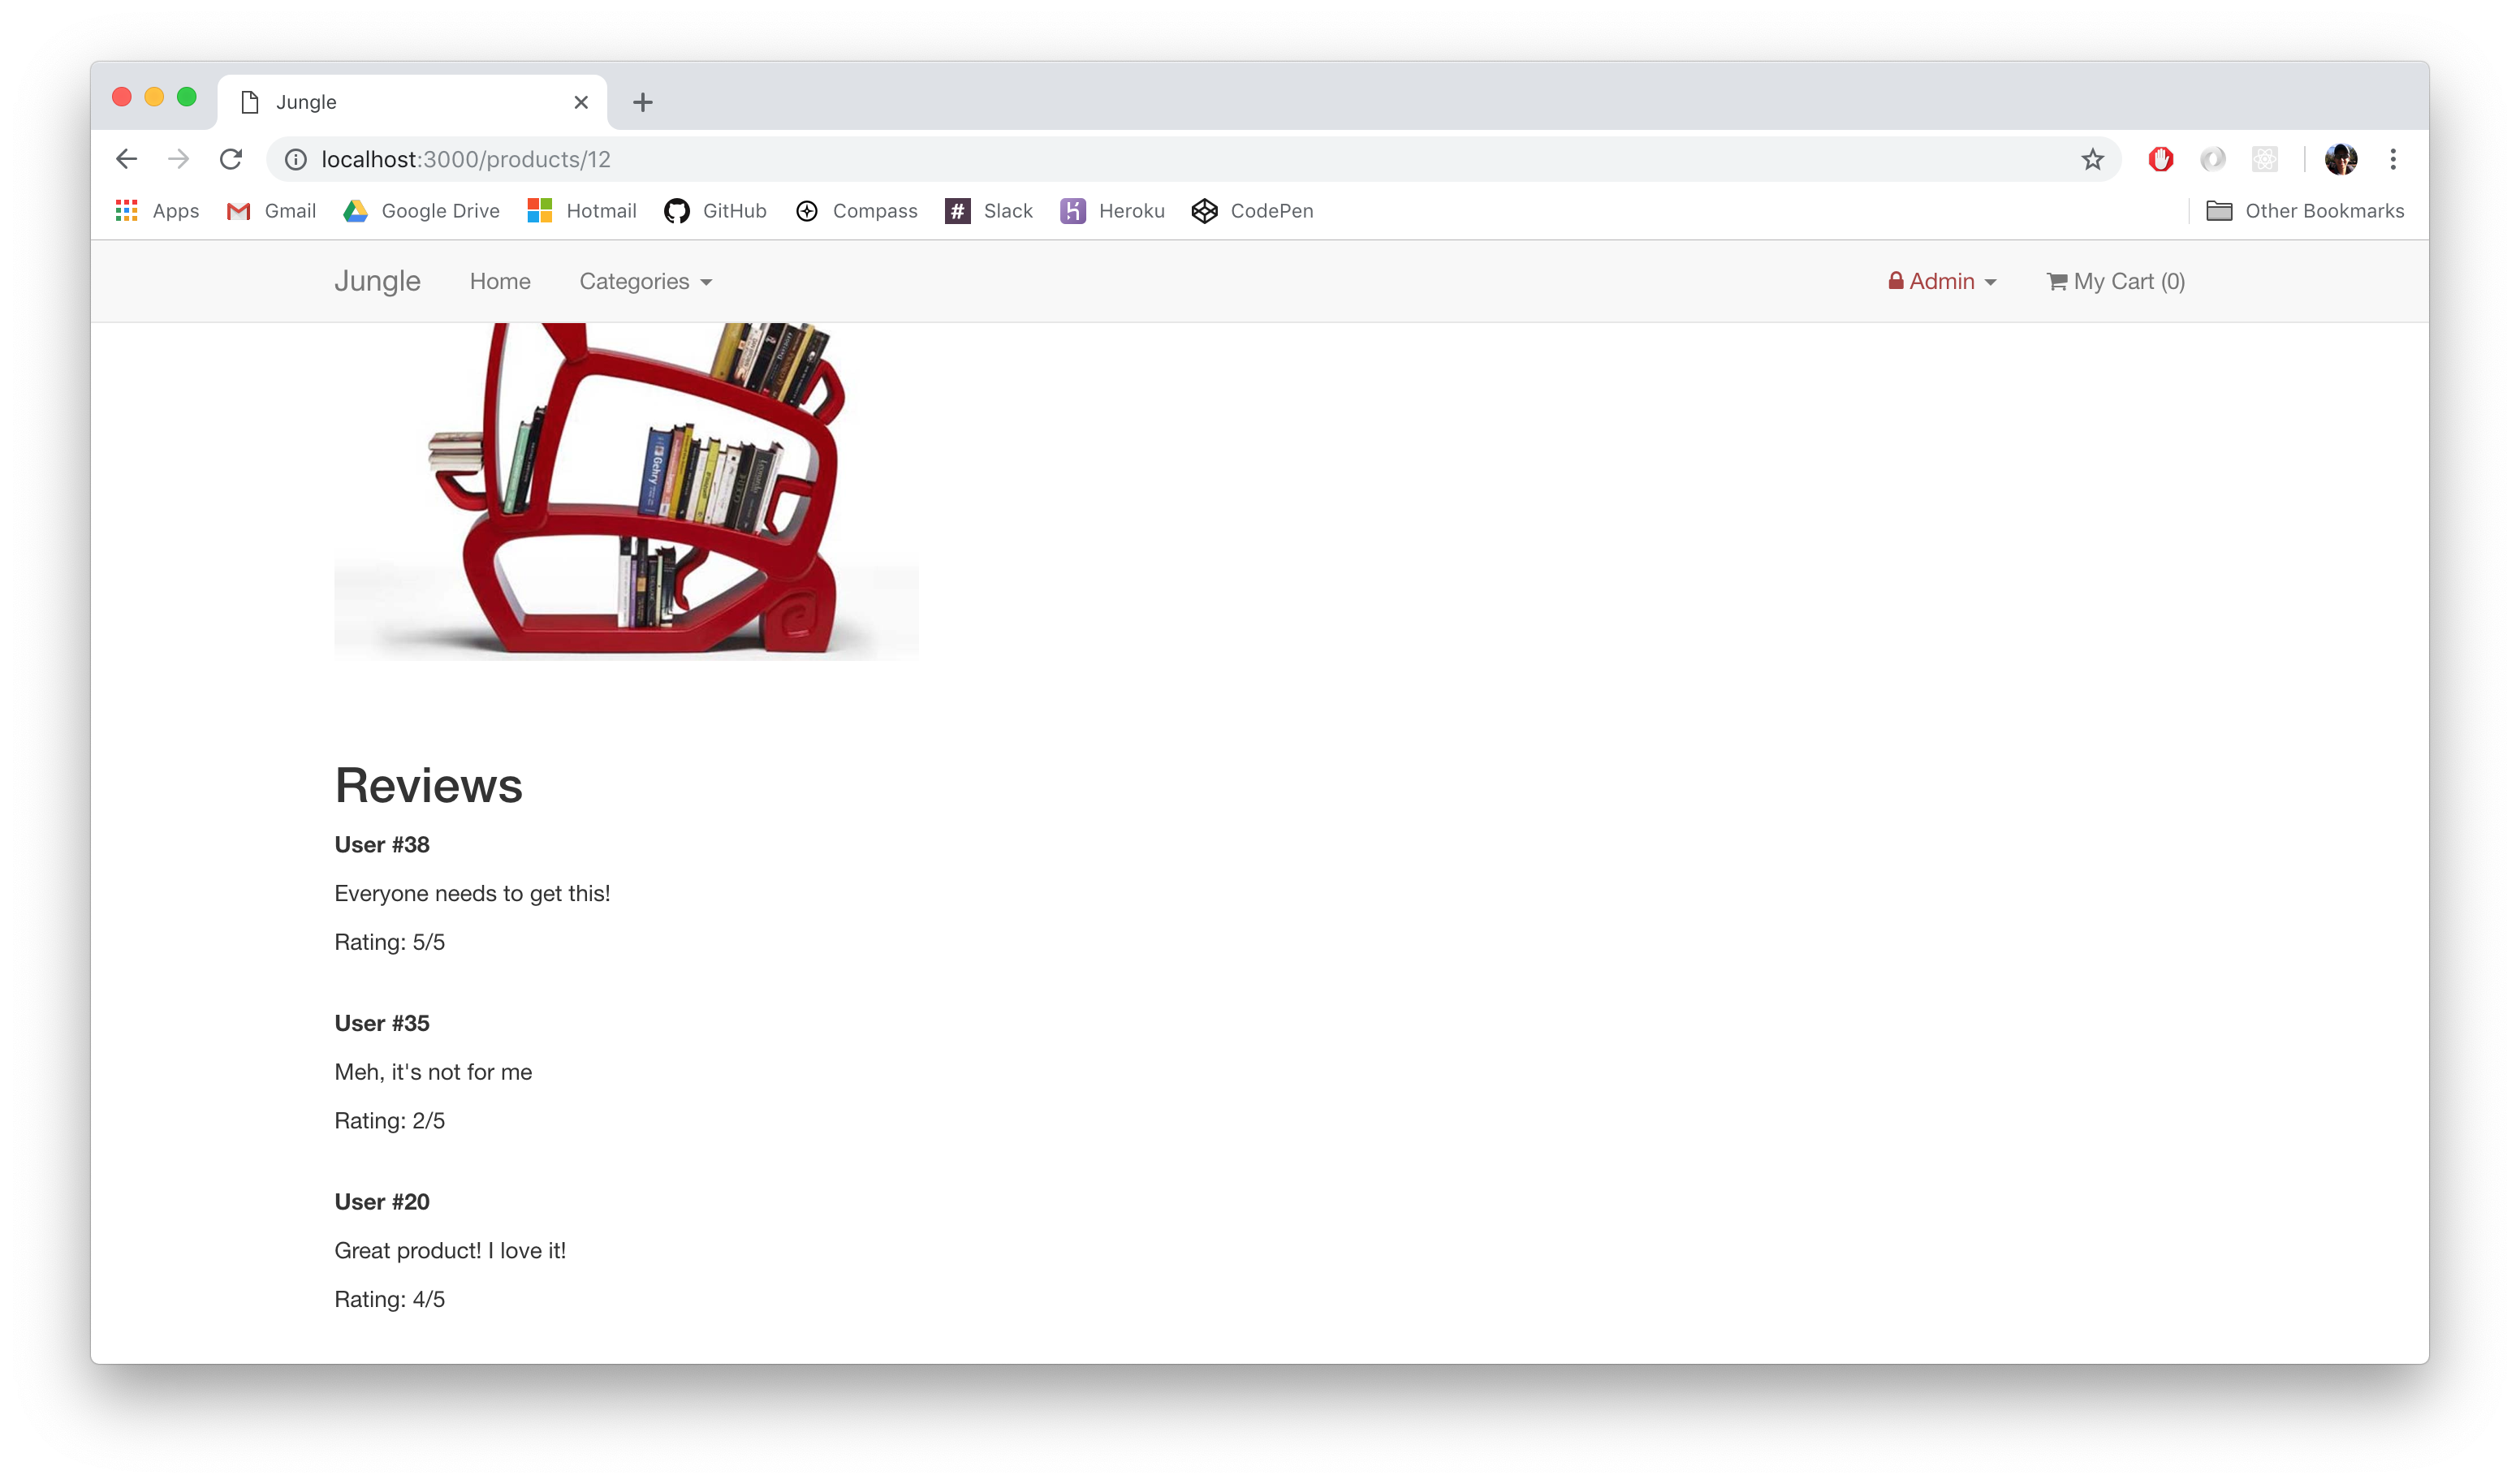 Jungle
localhost:3000/products/12
Apps Gmail Google Drive Hotmail GitHub Compass Slack Heroku CodePen Other Bookmarks
Jungle Home Categories Admin My Cart (0)
Gehry
Reviews
User #38
Everyone needs to get this!
Rating: 5/5
User #35
Meh, it's not for me
Rating: 2/5
User #20
Great product! I love it!
Rating: 4/5